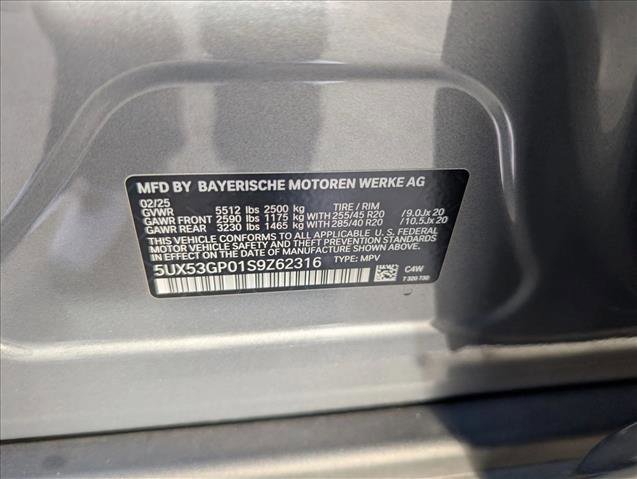 MFD BY BAYERISCHE MOTOREN WERKE AG
02/25
GVWR 5512 lbs 2500 kg TIRE / RIM
GAWR FRONT 2590 lbs 1175 kg WITH 255/45 R20 / 9.0Jx 20
GAWR REAR 3230 lbs 1465 kg WITH 285/40 R20 / 10.5Jx 20
THIS VEHICLE CONFORMS TO ALL APPLICABLE U.S. FEDERAL
MOTOR VEHICLE SAFETY AND THEFT PREVENTION STANDARDS
IN EFFECT ON THE DATE OF MANUFACTURE SHOWN ABOVE.
5UX53GP01S9Z62316 TYPE: MPV
C4W
7 320 730